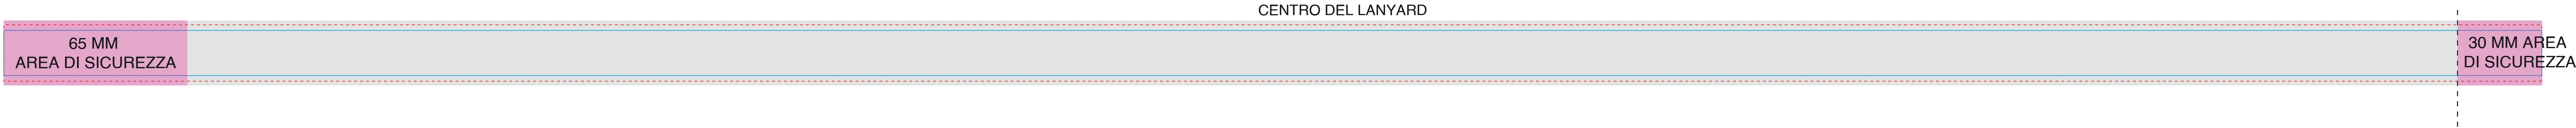 CENTRO DEL LANYARD
65 MM
AREA DI SICUREZZA
30 MM AREA
DI SICUREZZA